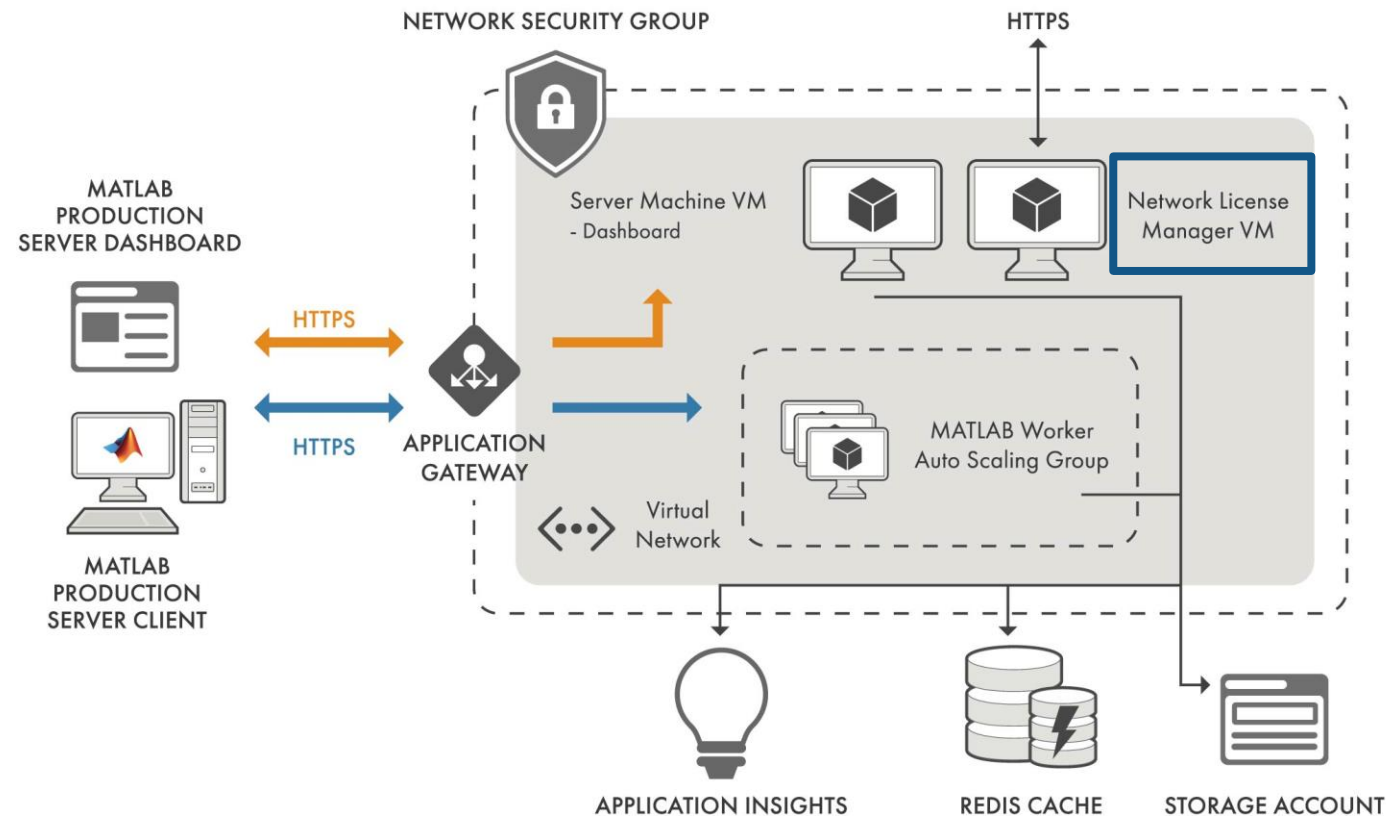 NETWORK SECURITY GROUP
HTTPS
MATLAB
PRODUCTION
SERVER DASHBOARD
Server Machine VM
- Dashboard
Network License
Manager VM
HTTPS
HTTPS
APPLICATION
GATEWAY
MATLAB Worker
Auto Scaling Group
Virtual
Network
MATLAB
PRODUCTION
SERVER CLIENT
APPLICATION INSIGHTS
REDIS CACHE
STORAGE ACCOUNT